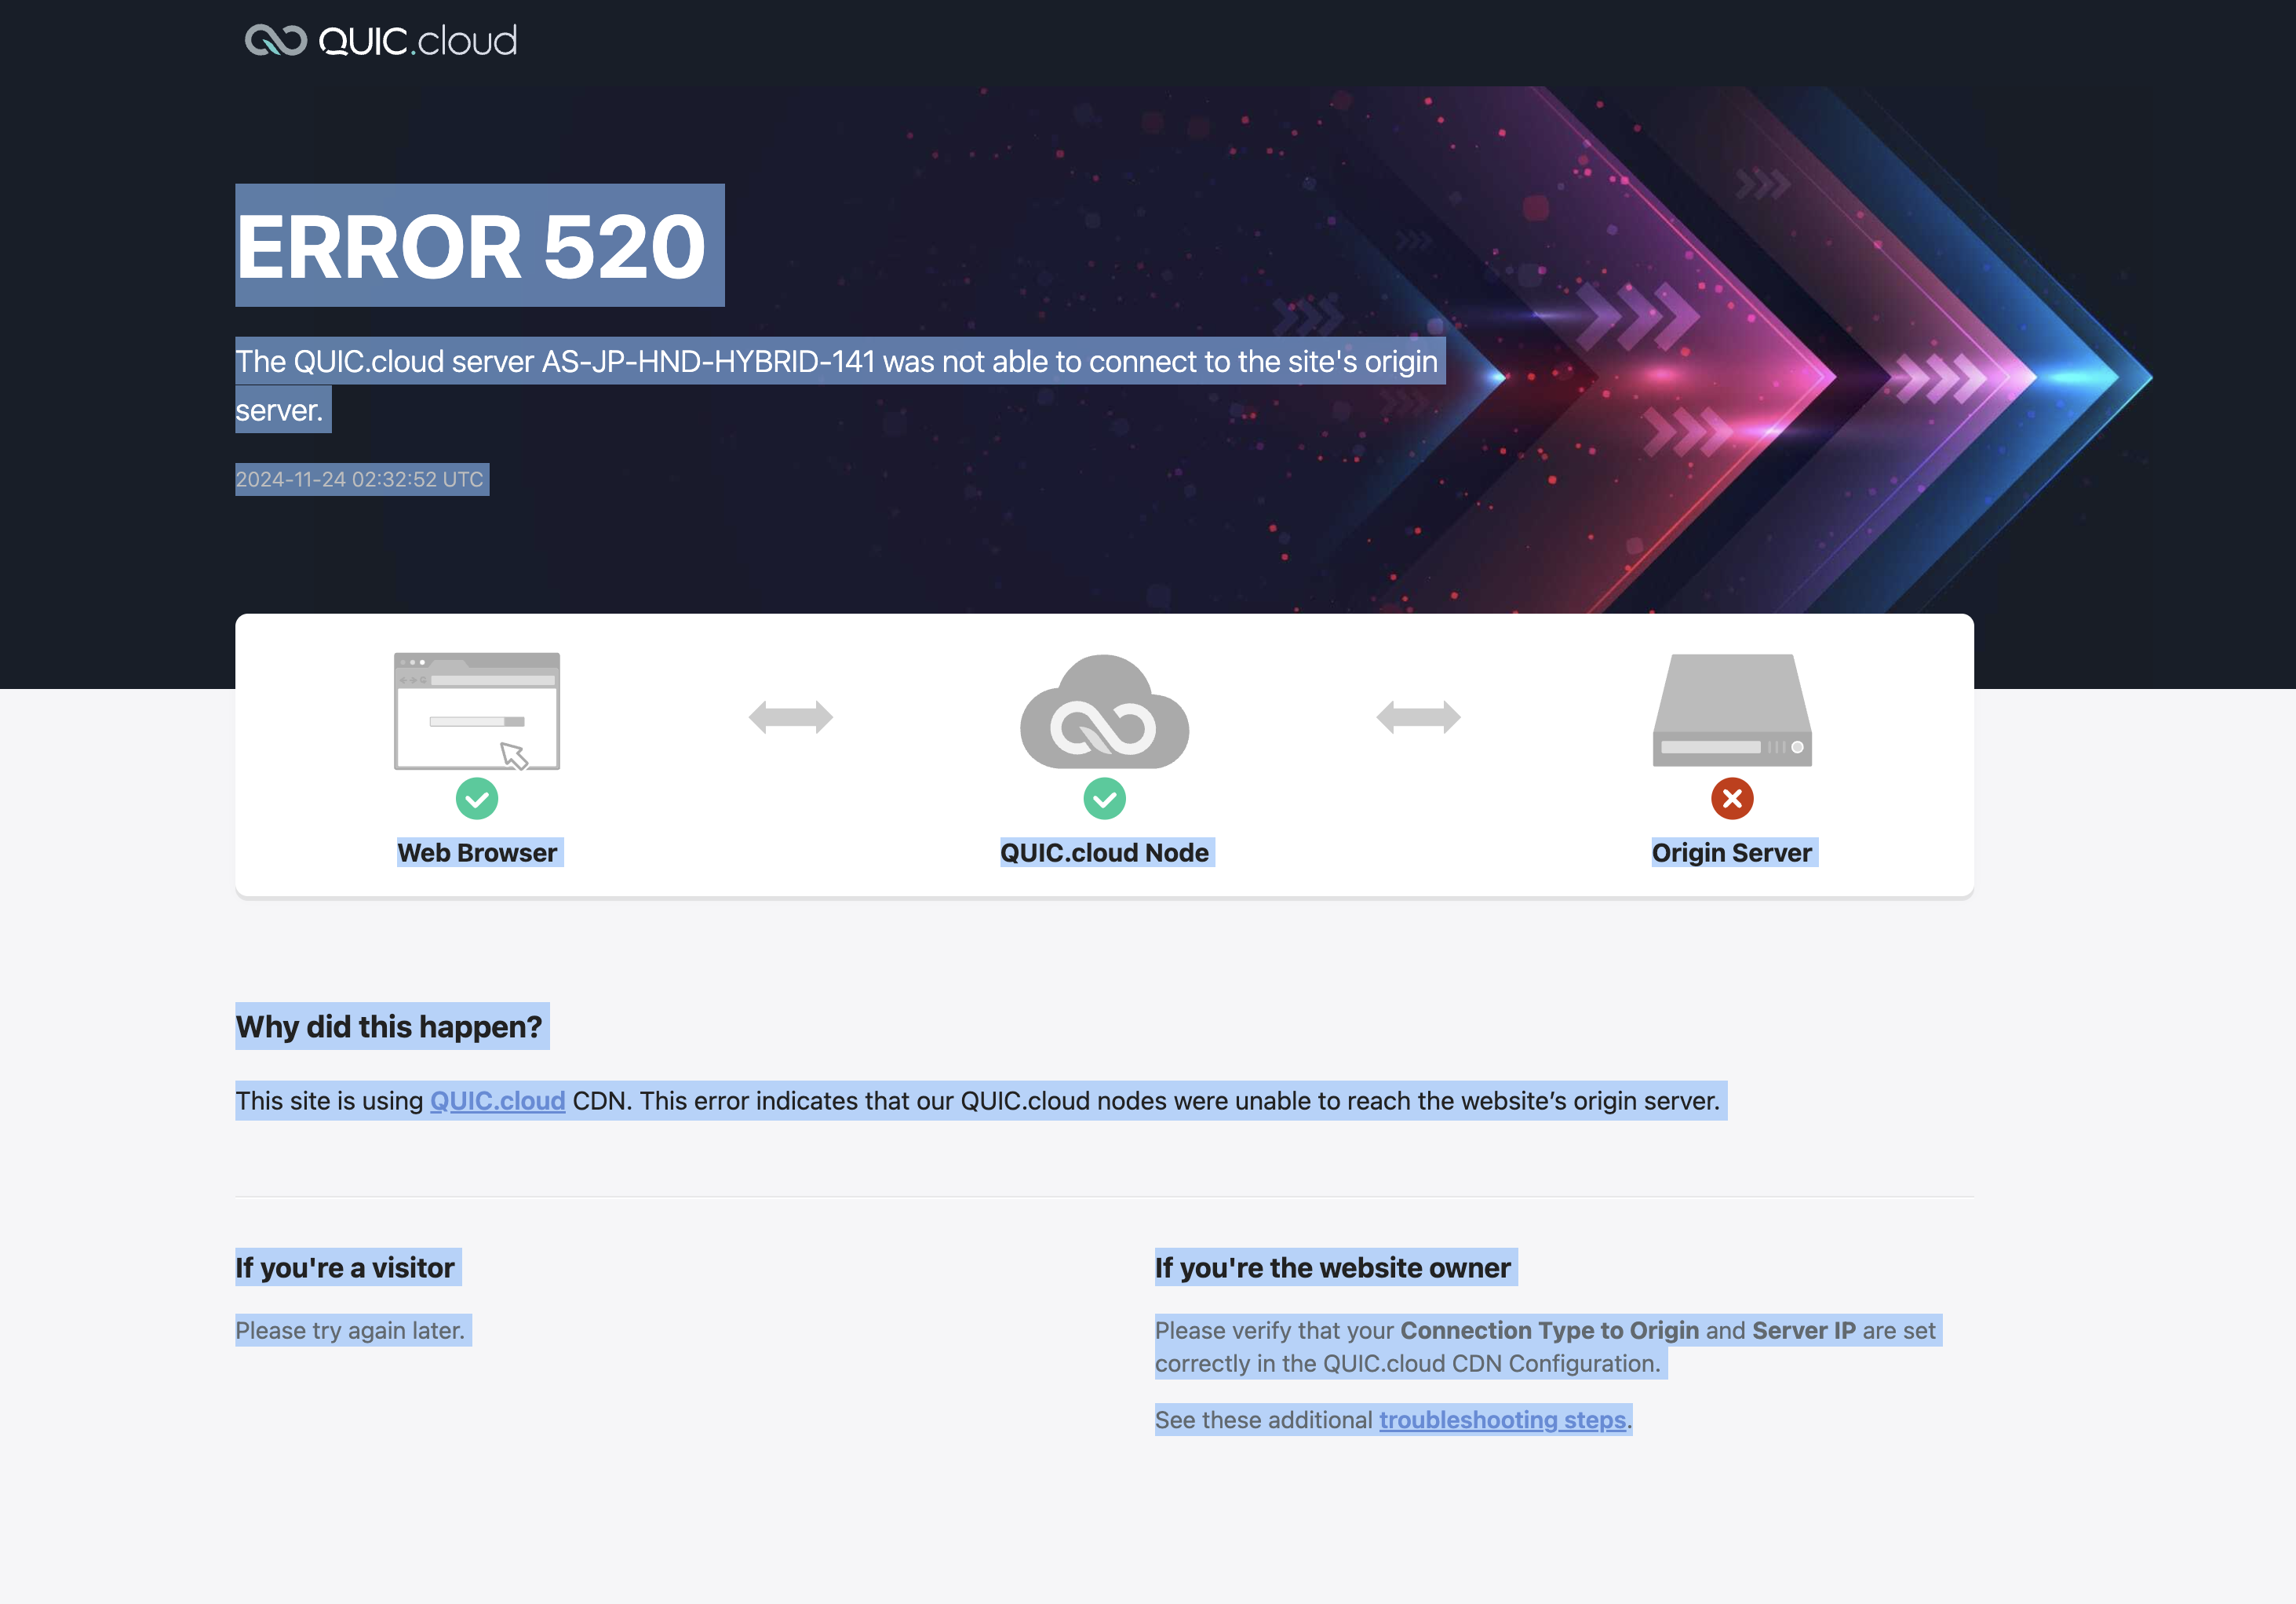 QUIC.cloud
ERROR 520
The QUIC.cloud server AS-JP-HND-HYBRID-141 was not able to connect to the site's origin
server.
2024-11-24 02:32:52 UTC
Web Browser
QUIC.cloud Node
Origin Server
Why did this happen?
This site is using QUIC.cloud CDN. This error indicates that our QUIC.cloud nodes were unable to reach the website’s origin server.
If you're a visitor
Please try again later.
If you're the website owner
Please verify that your Connection Type to Origin and Server IP are set
correctly in the QUIC.cloud CDN Configuration.
See these additional troubleshooting steps.